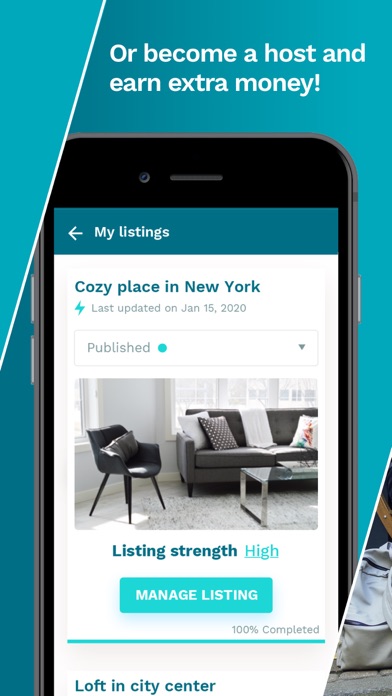 Or become a host and
earn extra money!
My listings
Cozy place in New York
Last updated on Jan 15, 2020
Published
Listing strength High
MANAGE LISTING
100% Completed
Loft in city center